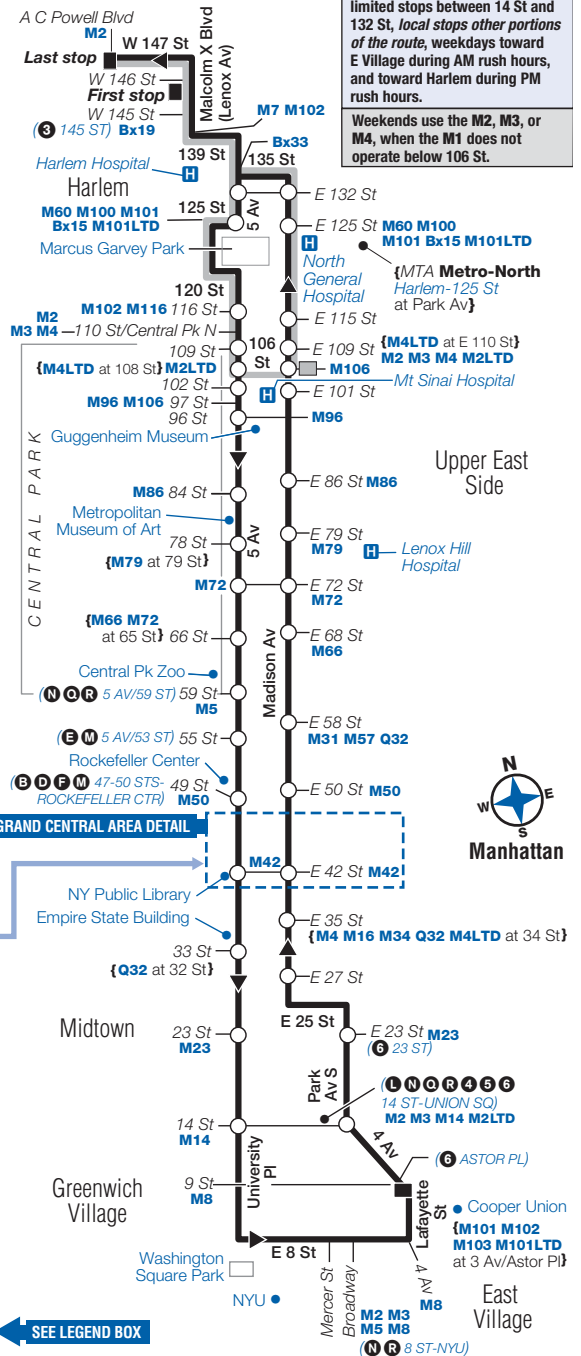 limited stops between 14 St and
132 St, local stops other portions
of the route, weekdays toward
E Village during AM rush hours,
and toward Harlem during PM
rush hours.
Weekends use the M2, M3, or
M4, when the M1 does not
operate below 106 St.
A C Powell Blvd
M2
Last stop
W 147 St
W 146 St
First stop
W 145 St
(3 145 ST) Bx19
Malcolm X Blvd
(Lenox Av)
M7 M102
139 St
Bx33
135 St
Harlem Hospital
H
Harlem
E 132 St
5 Av
125 St
M60 M100 M101
Bx15 M101LTD
E 125 St M60 M100
M101 Bx15 M101LTD
Marcus Garvey Park
H
North
General
Hospital
{MTA Metro-North
Harlem-125 St
at Park Av}
120 St
M102 M116 116 St
E 115 St
M2
M3 M4
110 St/Central Pk N
109 St
106
St
E 109 St {M4LTD at E 110 St}
M2 M3 M4 M2LTD
{M4LTD at 108 St} M2LTD
M106
102 St
H
Mt Sinai Hospital
M96 M106 97 St
E 101 St
96 St
M96
Guggenheim Museum
CENTRAL PARK
Upper East
Side
M86 84 St
E 86 St M86
Metropolitan
Museum of Art
5 Av
78 St
{M79 at 79 St}
E 79 St
M79
H
Lenox Hill
Hospital
M72
E 72 St
M72
{M66 M72
at 65 St} 66 St
E 68 St
M66
Madison Av
Central Pk Zoo
(N Q R 5 AV/59 ST) 59 St
M5
(E M 5 AV/53 ST) 55 St
E 58 St
M31 M57 Q32
Rockefeller Center
(B D F M 47-50 STS-
ROCKEFELLER CTR)
49 St
M50
E 50 St M50
N
W
E
S
Manhattan
GRAND CENTRAL AREA DETAIL
M42
E 42 St M42
NY Public Library
Empire State Building
E 35 St
{M4 M16 M34 Q32 M4LTD at 34 St}
33 St
{Q32 at 32 St}
E 27 St
Midtown
E 25 St
23 St
M23
E 23 St M23
(6 23 ST)
Park
Av S
(L N Q R 4 5 6
14 ST-UNION SQ)
M2 M3 M14 M2LTD
14 St
M14
4 Av
University
Pl
(6 ASTOR PL)
9 St
M8
Greenwich
Village
Lafayette
St
Cooper Union
{M101 M102
M103 M101LTD
at 3 Av/Astor Pl}
E 8 St
Washington
Square Park
Mercer St
Broadway
4 Av
M8
East
Village
NYU
M2 M3
M5 M8
(N R 8 ST-NYU)
SEE LEGEND BOX